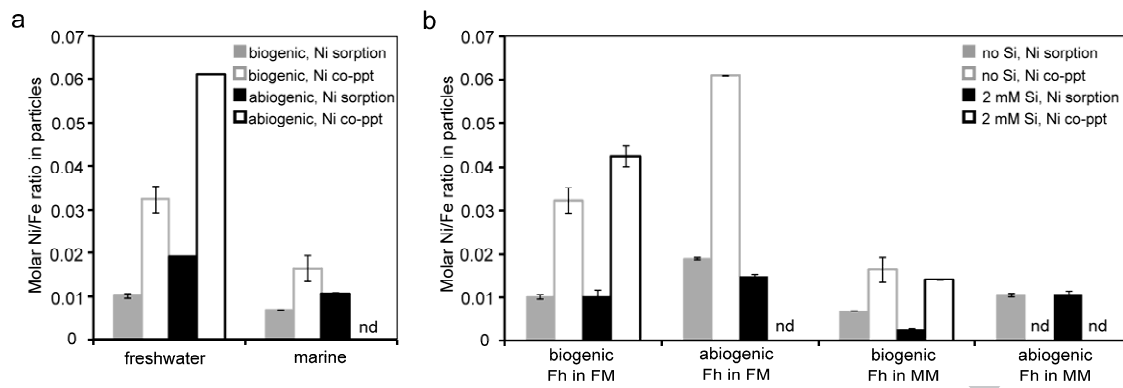 a
Molar Ni/Fe ratio in particles
0.07
0.06
0.05
0.04
0.03
0.02
0.01
0
biogenic, Ni sorption
biogenic, Ni co-ppt
abiogenic, Ni sorption
abiogenic, Ni co-ppt
nd
freshwater
marine
b
Molar Ni/Fe ratio in particles
0.07
0.06
0.05
0.04
0.03
0.02
0.01
0
no Si, Ni sorption
no Si, Ni co-ppt
2 mM Si, Ni sorption
2 mM Si, Ni co-ppt
nd
nd
nd
biogenic
Fh in FM
abiogenic
Fh in FM
biogenic
Fh in MM
abiogenic
Fh in MM